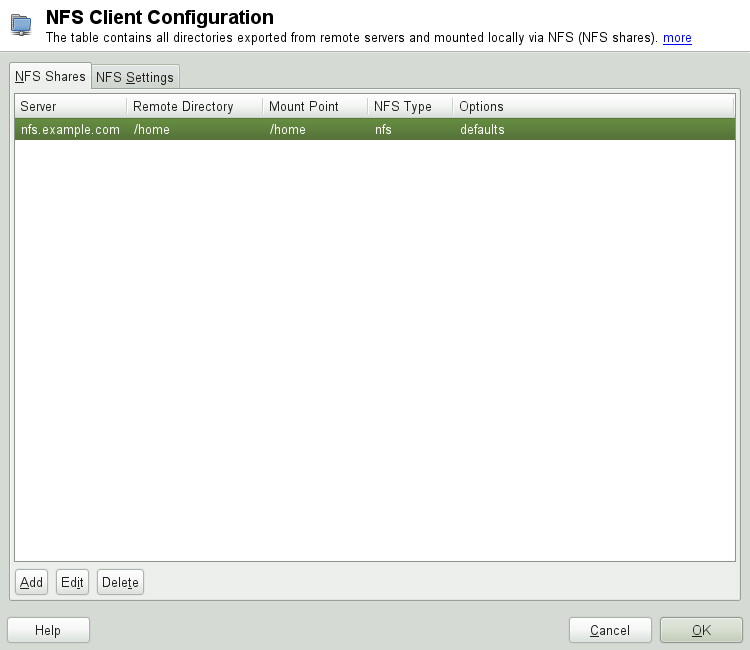 NFS Client Configuration
The table contains all directories exported from remote servers and mounted locally via NFS (NFS shares). more
NFS Shares NFS Settings
Server Remote Directory Mount Point NFS Type Options
nfs.example.com /home /home nfs defaults
Add Edit Delete
Help Cancel OK